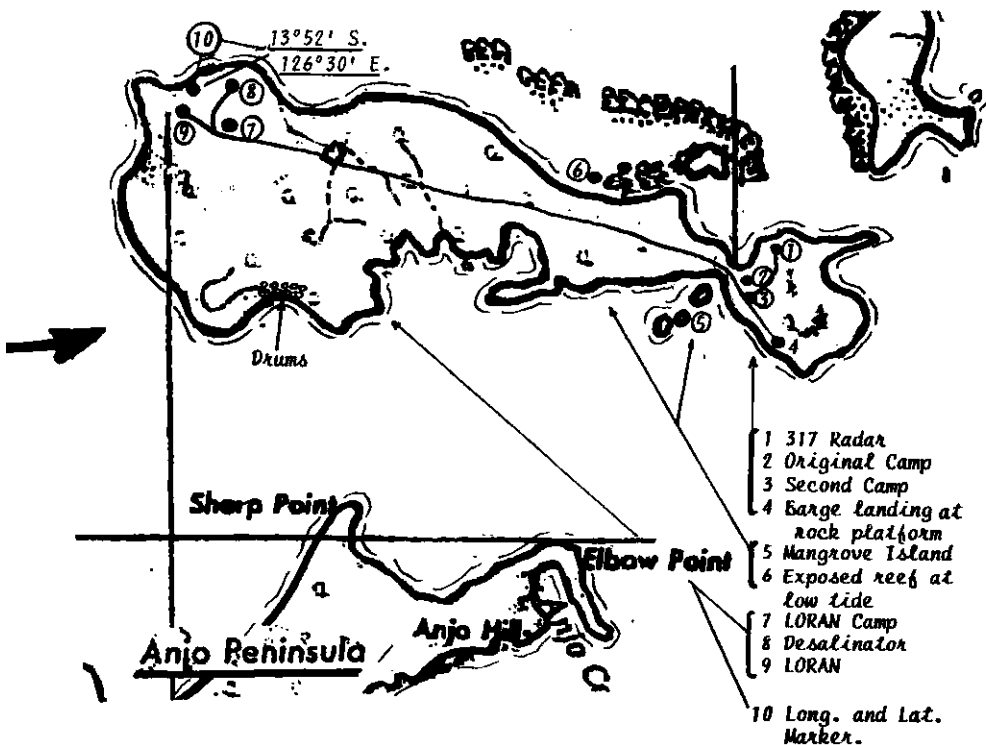 10
13°52' S.
126°30' E.
8
9
7
6
1
2
3
5
4
Drums
1 317 Radar
2 Original Camp
3 Second Camp
4 Barge landing at
rock platform
5 Mangrove Island
6 Exposed reef at
low tide
7 LORAN Camp
8 Desalinator
9 LORAN
10 Long. and Lat.
Marker.
Sharp Point
Elbow Point
Anjo Hill.
Anjo Peninsula